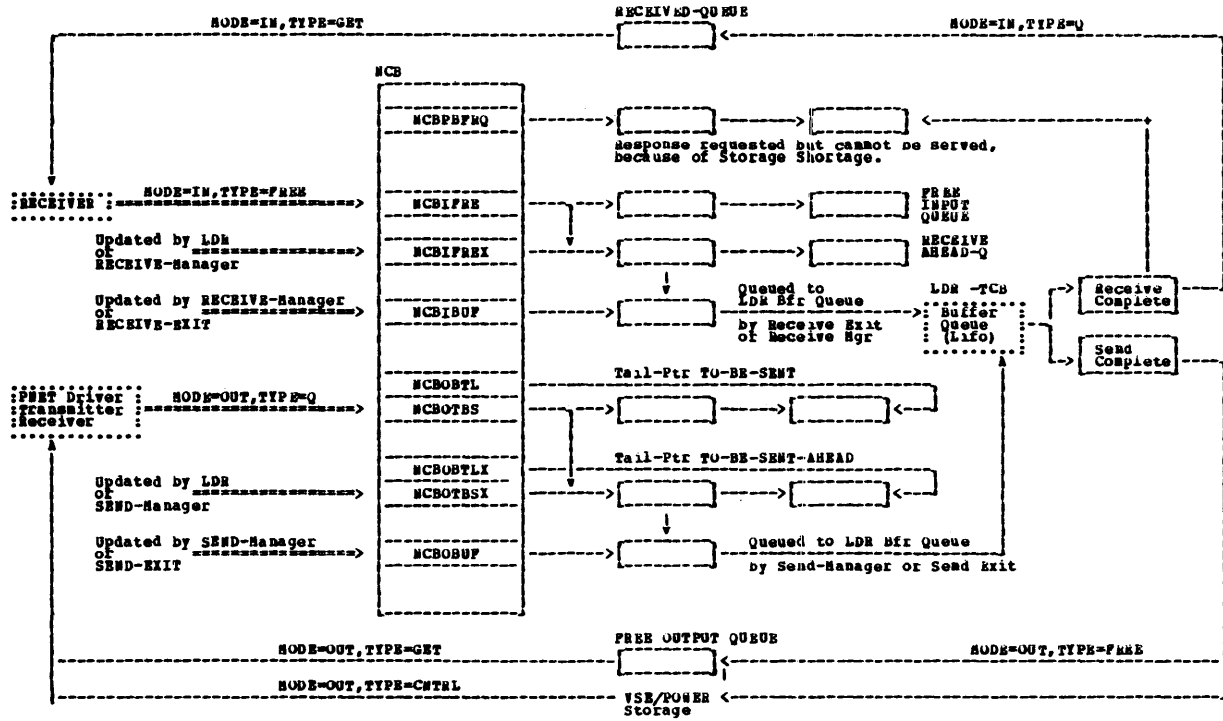 RECEIVED-QUEUE
MODE=IN,TYPE=GET
MODE=IN,TYPE=Q
NCB
NCBPBFRQ
Response requested but cannot be served,
because of Storage Shortage.
RECEIVER
MODE=IN,TYPE=FREE
NCBIFRE
FREE
INPUT
QUEUE
Updated by LDR
or
RECEIVE-Manager
NCBIFREX
RECEIVE
AHEAD-Q
Updated by RECEIVE-Manager
or
RECEIVE-EXIT
NCBIBUF
Queued to
LDR Bfr Queue
by Receive Exit
or Receive Mgr
LDR -TCB
Buffer
Queue
(Lifo)
Receive
Complete
Send
Complete
NCBOBTL
Tail-Ptr TO-BE-SENT
PNET Driver
Transmitter
Receiver
MODE=OUT,TYPE=Q
NCBOTBS
NCBOBTLX
Tail-Ptr TO-BE-SENT-AHEAD
Updated by LDR
or
SEND-Manager
NCBOTBSX
Updated by SEND-Manager
or
SEND-EXIT
NCBOBUF
Queued to LDR Bfr Queue
by Send-Manager or Send Exit
FREE OUTPUT QUEUE
MODE=OUT,TYPE=GET
MODE=OUT,TYPE=FREE
MODE=OUT,TYPE=CNTRL
VSE/POWER
Storage